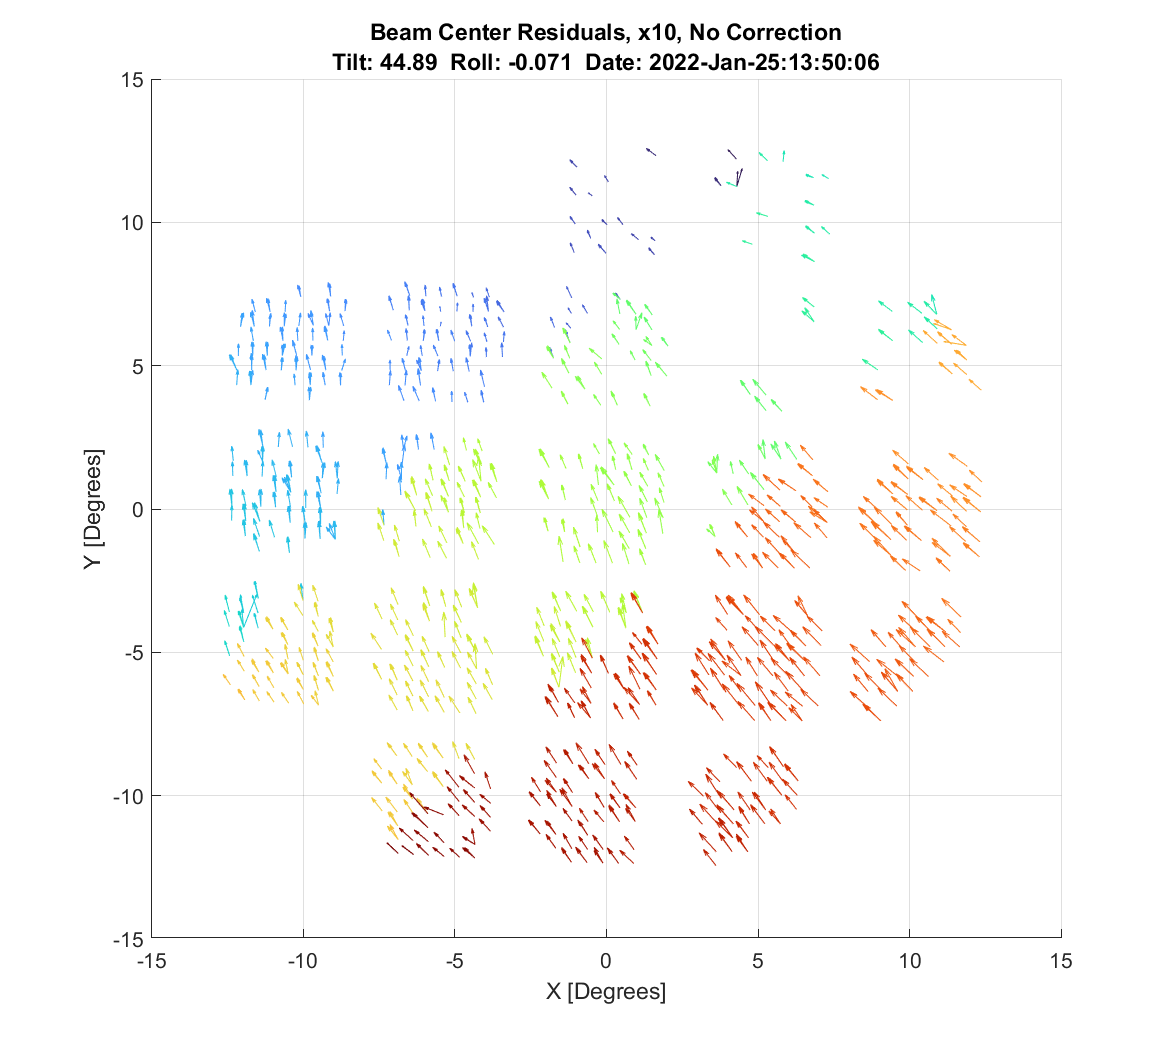 Beam Center Residuals, x10, No Correction
Tilt: 44.89 Roll: -0.071 Date: 2022-Jan-25:13:50:06
15
10
5
0
-5
-10
-15
Y [Degrees]
-15 -10 -5 0 5 10 15
X [Degrees]